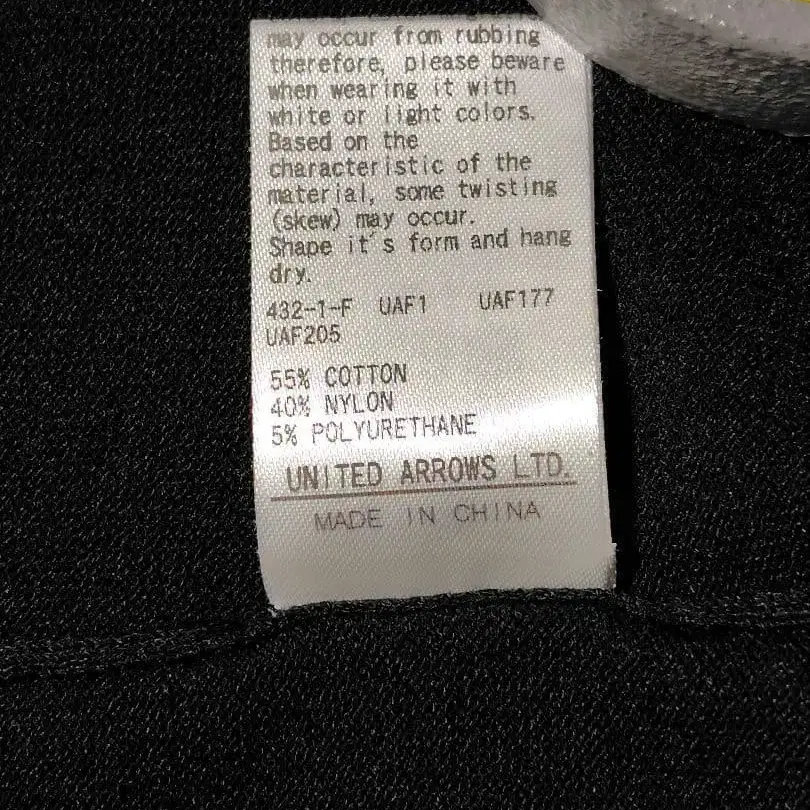 may occur from rubbing
therefore, please beware
when wearing it with
white or light colors.
Based on the
characteristic of the
material, some twisting
(skew) may occur.
Shape it's form and hang
dry.
432-1-F UAF1 UAF177
UAF205
55% COTTON
40% NYLON
5% POLYURETHANE
UNITED ARROWS LTD.
MADE IN CHINA